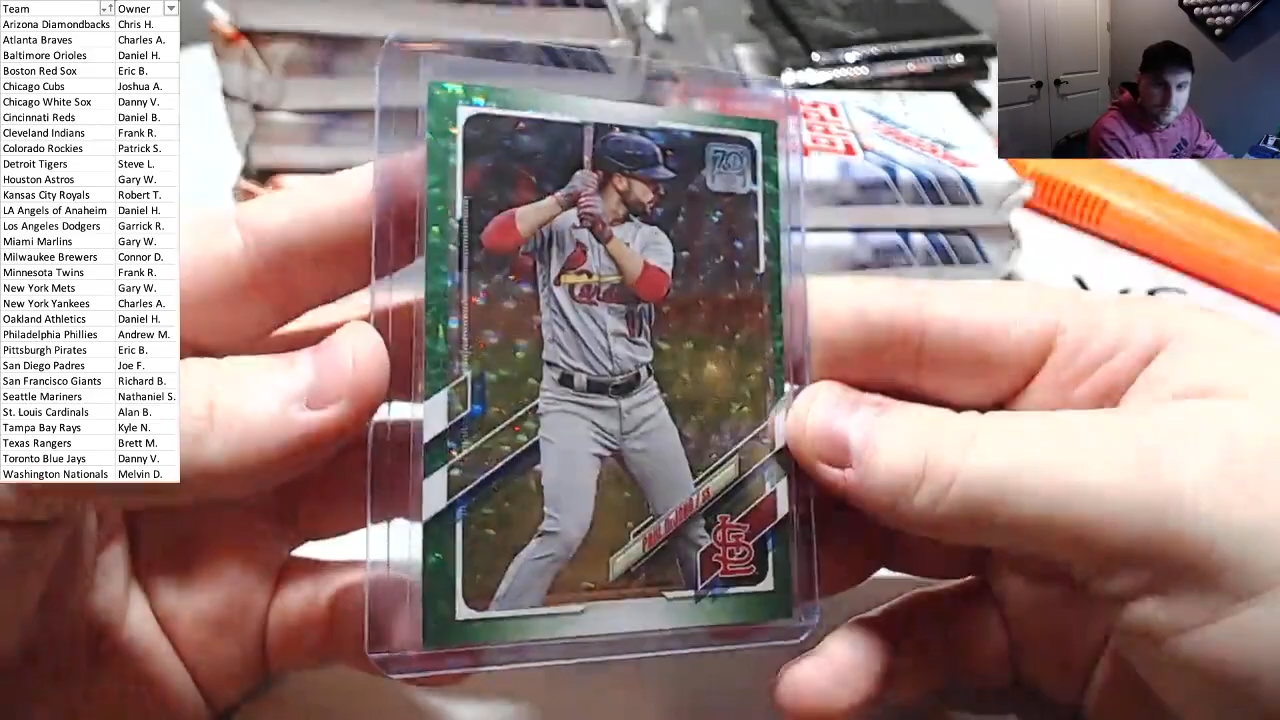 Team Owner
Arizona Diamondbacks Chris H.
Atlanta Braves Charles A.
Baltimore Orioles Daniel H.
Boston Red Sox Eric B.
Chicago Cubs Joshua A.
Chicago White Sox Danny V.
Cincinnati Reds Daniel B.
Cleveland Indians Frank R.
Colorado Rockies Patrick S.
Detroit Tigers Steve L.
Houston Astros Gary W.
Kansas City Royals Robert T.
LA Angels of Anaheim Daniel H.
Los Angeles Dodgers Garrick R.
Miami Marlins Gary W.
Milwaukee Brewers Connor D.
Minnesota Twins Frank R.
New York Mets Gary W.
New York Yankees Charles A.
Oakland Athletics Daniel H.
Philadelphia Phillies Andrew M.
Pittsburgh Pirates Eric B.
San Diego Padres Joe F.
San Francisco Giants Richard B.
Seattle Mariners Nathaniel S.
St. Louis Cardinals Alan B.
Tampa Bay Rays Kyle N.
Texas Rangers Brett M.
Toronto Blue Jays Danny V.
Washington Nationals Melvin D.
70
PAUL DeJONG / SS
STL